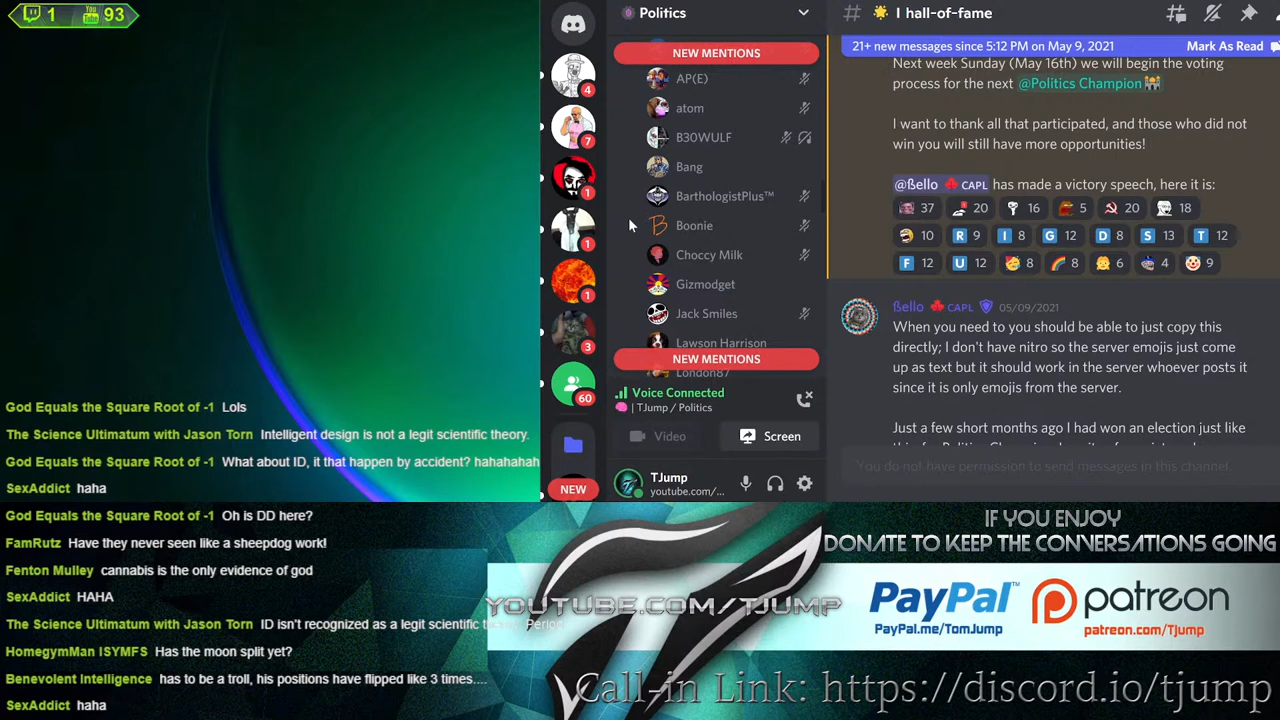 1 You Tube 93
God Equals the Square Root of -1 Lols
The Science Ultimatum with Jason Torn Intelligent design is not a legit scientific theory.
God Equals the Square Root of -1 What about ID, it that happen by accident? hahahahah
SexAddict haha
God Equals the Square Root of -1 Oh is DD here?
FamRutz Have they never seen like a sheepdog work!
Fenton Mulley cannabis is the only evidence of god
SexAddict HAHA
The Science Ultimatum with Jason Torn ID isn't recognized as a legit scientific theory. Period
HomegymMan ISYMFS Has the moon split yet?
Benevolent Intelligence has to be a troll, his positions have flipped like 3 times....
SexAddict haha
4
7
1
1
1
3
60
NEW
Politics
NEW MENTIONS
AP(E)
atom
B30WULF
Bang
BarthologistPlus™
Boonie
Choccy Milk
Gizmodget
Jack Smiles
Lawson Harrison
NEW MENTIONS
London87
Voice Connected
| TJump / Politics
Video Screen
TJump
youtube.com/...
# I hall-of-fame
21+ new messages since 5:12 PM on May 9, 2021 Mark As Read
Next week Sunday (May 16th) we will begin the voting
process for the next @Politics Champion
I want to thank all that participated, and those who did not
win you will still have more opportunities!
@ßello CAPL has made a victory speech, here it is:
37 20 16 5 20 18
10 R 9 I 8 G 12 D 8 S 13 T 12
F 12 U 12 8 8 6 4 9
ßello CAPL 05/09/2021
When you need to you should be able to just copy this
directly; I don't have nitro so the server emojis just come
up as text but it should work in the server whoever posts it
since it is only emojis from the server.
Just a few short months ago I had won an election just like
You do not have permission to send messages in this channel.
IF YOU ENJOY
DONATE TO KEEP THE CONVERSATIONS GOING
YOUTUBE.COM/TJUMP
PayPal™
PayPal.me/TomJump
patreon
patreon.com/Tjump
Call-in Link: https://discord.io/tjump